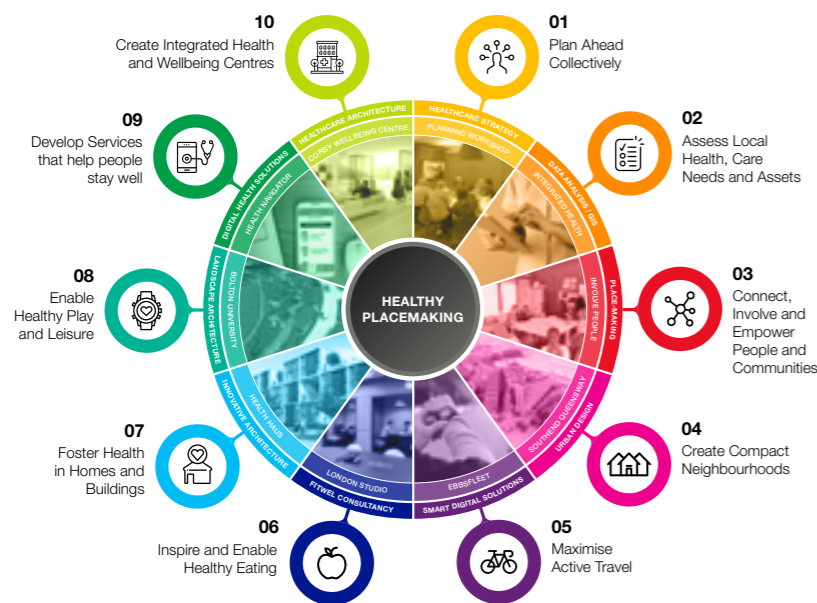 HEALTHY
PLACEMAKING
01
Plan Ahead
Collectively
HEALTHCARE STRATEGY
PLANNING WORKSHOP
02
Assess Local
Health, Care
Needs and Assets
DATA ANALYSIS / GIS
INTEGRATED HEALTH
03
Connect,
Involve and
Empower
People and
Communities
PLACE-MAKING
INVOLVE PEOPLE
04
Create Compact
Neighbourhoods
URBAN DESIGN
SOUTHEND QUEENSWAY
05
Maximise
Active Travel
SMART DIGITAL SOLUTIONS
EBBSFLEET
06
Inspire and Enable
Healthy Eating
FITWEL CONSULTANCY
LONDON STUDIO
07
Foster Health
in Homes and
Buildings
INNOVATIVE ARCHITECTURE
HEALTH HAUS
08
Enable
Healthy Play
and Leisure
LANDSCAPE ARCHITECTURE
BOLTON UNIVERSITY
09
Develop Services
that help people
stay well
DIGITAL HEALTH SOLUTIONS
HEALTH NAVIGATOR
10
Create Integrated Health
and Wellbeing Centres
HEALTHCARE ARCHITECTURE
CORBY WELLBEING CENTRE